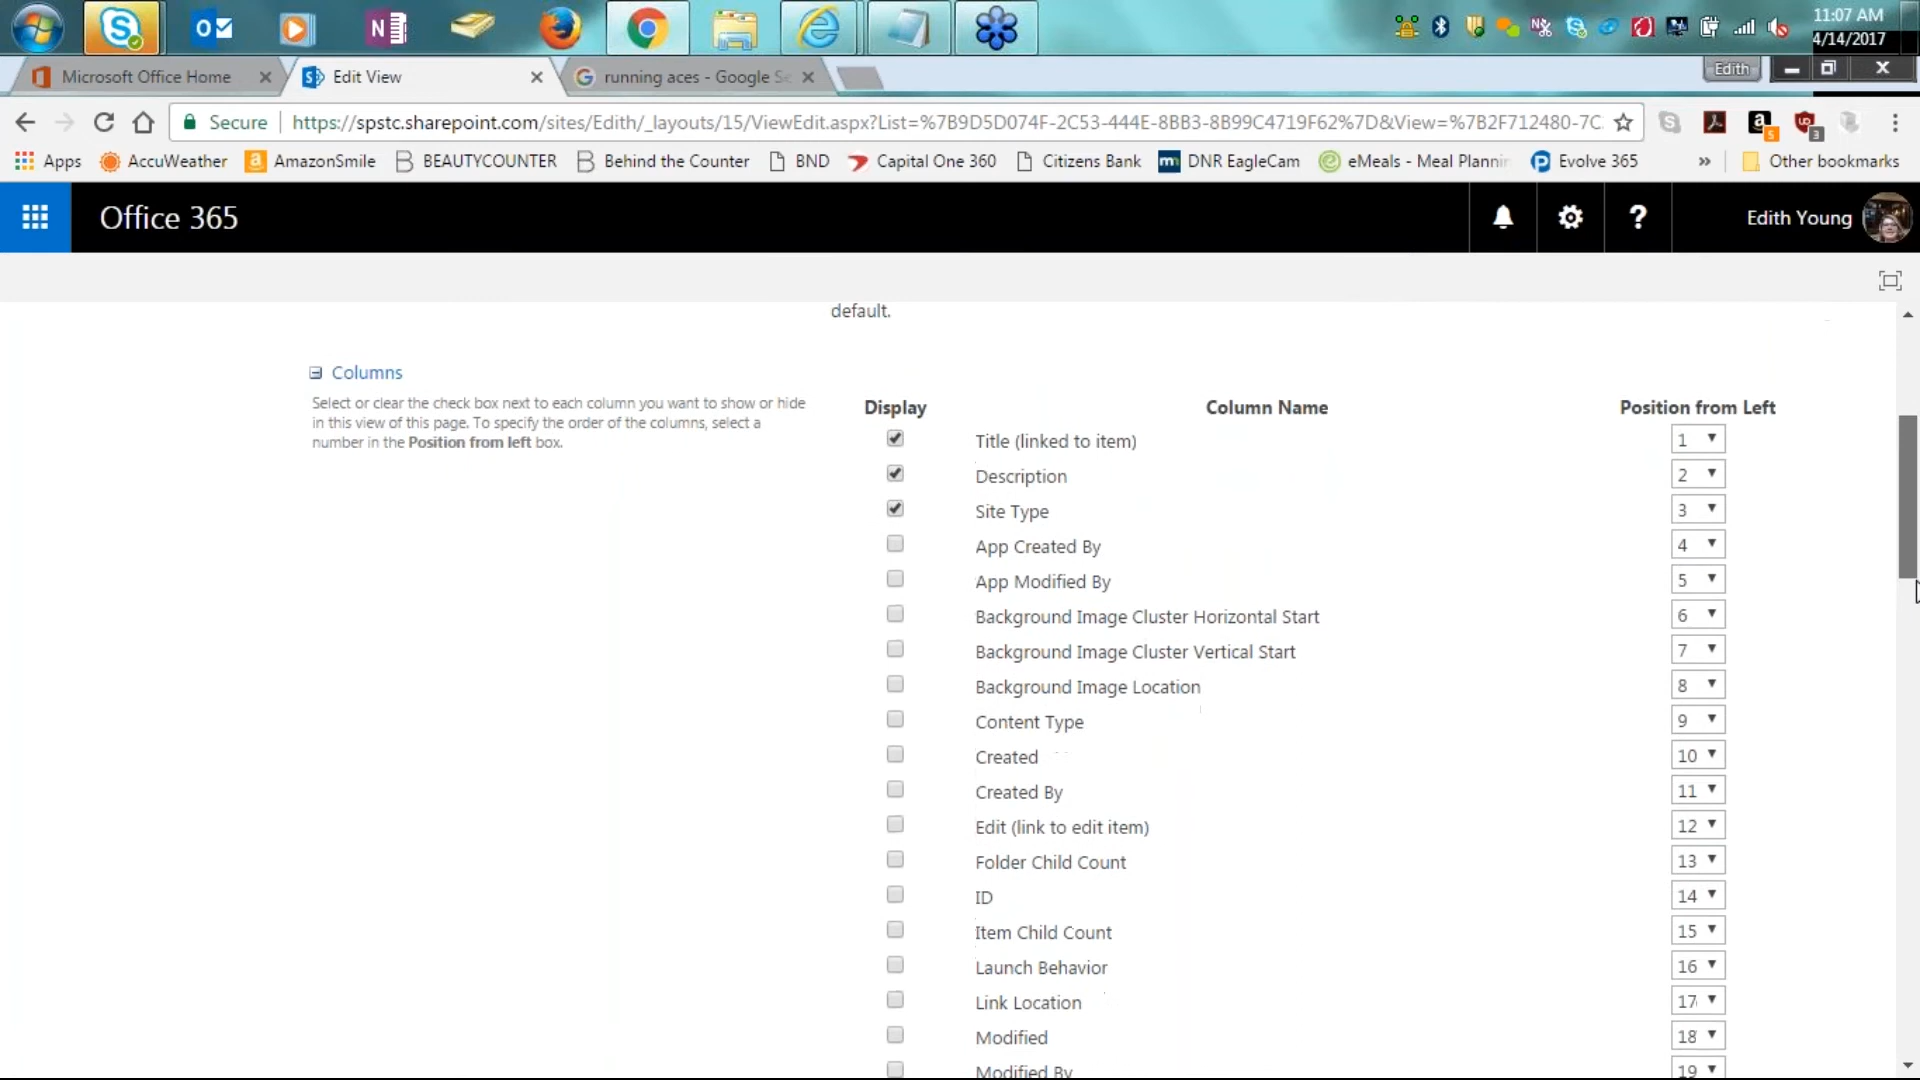 11:07 AM
4/14/2017
Microsoft Office Home
Edit View
running aces - Google Se
Edith
Secure
https://spstc.sharepoint.com/sites/Edith/_layouts/15/ViewEdit.aspx?List=%7B9D5D074F-2C53-444E-8BB3-8B99C4719F62%7D&View=%7B2F712480-7C
Apps
AccuWeather
AmazonSmile
BEAUTYCOUNTER
Behind the Counter
BND
Capital One 360
Citizens Bank
DNR EagleCam
eMeals - Meal Plannin
Evolve 365
»
Other bookmarks
Office 365
Edith Young
default.
Columns
Select or clear the check box next to each column you want to show or hide
in this view of this page. To specify the order of the columns, select a
number in the Position from left box.
Display Column Name Position from Left
Title (linked to item) 1
Description 2
Site Type 3
App Created By 4
App Modified By 5
Background Image Cluster Horizontal Start 6
Background Image Cluster Vertical Start 7
Background Image Location 8
Content Type 9
Created 10
Created By 11
Edit (link to edit item) 12
Folder Child Count 13
ID 14
Item Child Count 15
Launch Behavior 16
Link Location 17
Modified 18
Modified By 19